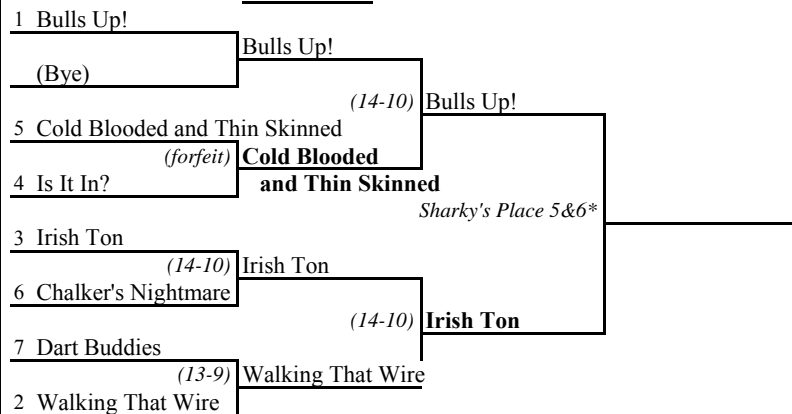 1 Bulls Up!
Bulls Up!
(Bye)
(14-10) Bulls Up!
5 Cold Blooded and Thin Skinned
(forfeit) Cold Blooded
4 Is It In? and Thin Skinned
Sharky's Place 5&6*
3 Irish Ton
(14-10) Irish Ton
6 Chalker's Nightmare
(14-10) Irish Ton
7 Dart Buddies
(13-9) Walking That Wire
2 Walking That Wire